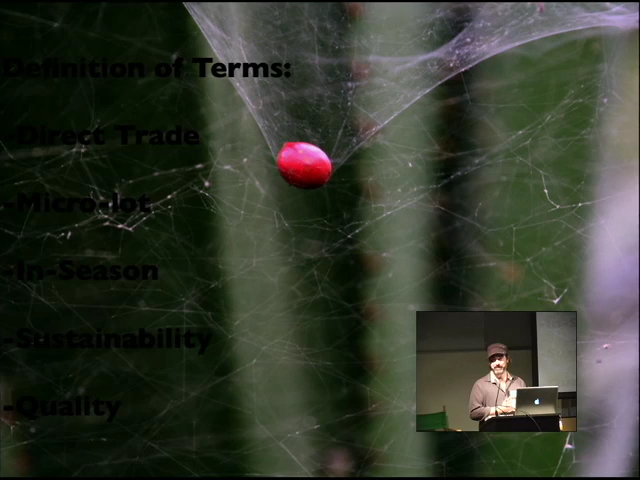 Definition of Terms:
-Direct Trade
-Micro-lot
-In-Season
-Sustainability
-Quality